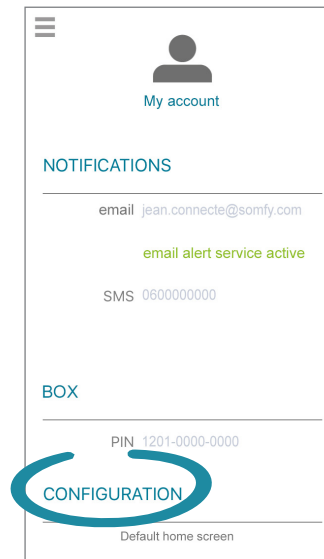 My account
NOTIFICATIONS
email jean.connecte@somfy.com
email alert service active
SMS 0600000000
BOX
PIN 1201-0000-0000
CONFIGURATION
Default home screen